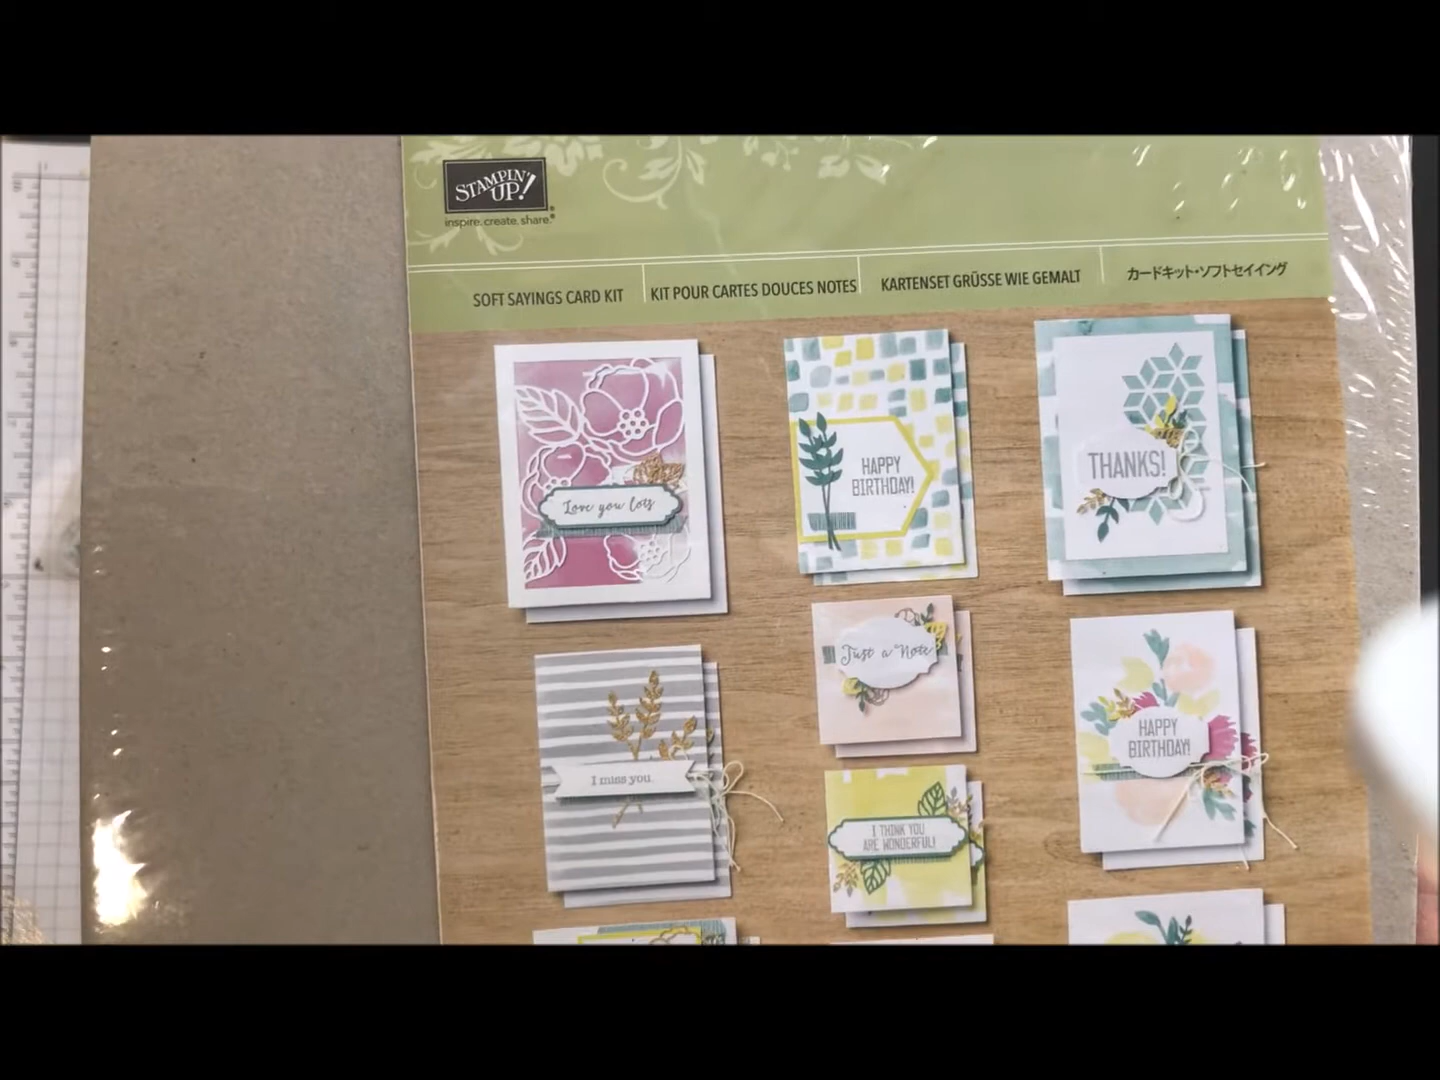 STAMPIN' UP!®
inspire. create. share.®
SOFT SAYINGS CARD KIT
KIT POUR CARTES DOUCES NOTES
KARTENSET GRÜSSE WIE GEMALT
カードキット・ソフトセイイング
Love you lots
HAPPY
BIRTHDAY!
THANKS!
Just a Note
I miss you
HAPPY
BIRTHDAY!
I THINK YOU
ARE WONDERFUL!